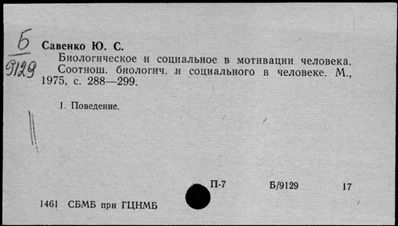 Б
9129
Савенко Ю. С.
Биологическое и социальное в мотивации человека.
Соотнош. биологич. и социального в человеке. М.,
1975, с. 288—299.
1. Поведение.
П-7 Б/9129 17
1461 СБМБ при ГЦНМБ